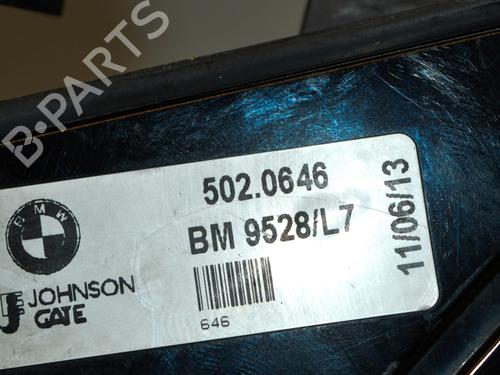 B-PARTS
502.0646
BM 9528/L7
11/06/13
BMW
JOHNSON
GATE
646